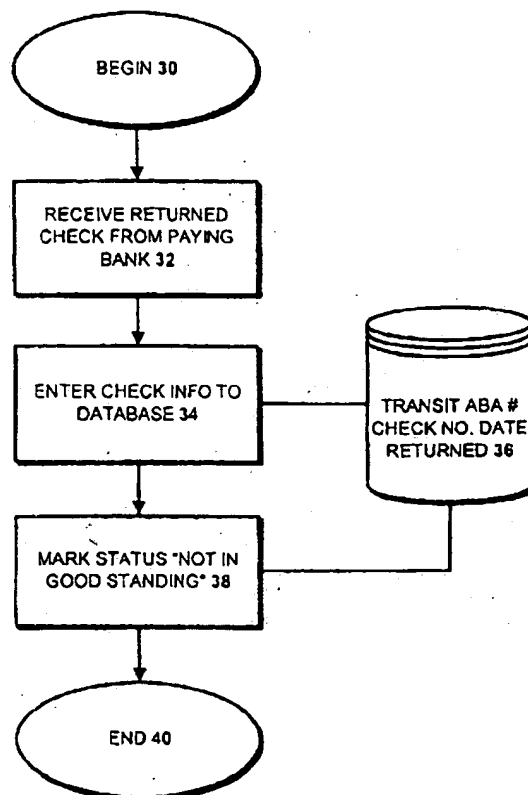 BEGIN 30
RECEIVE RETURNED
CHECK FROM PAYING
BANK 32
ENTER CHECK INFO TO
DATABASE 34
TRANSIT ABA #
CHECK NO. DATE
RETURNED 36
MARK STATUS "NOT IN
GOOD STANDING" 38
END 40